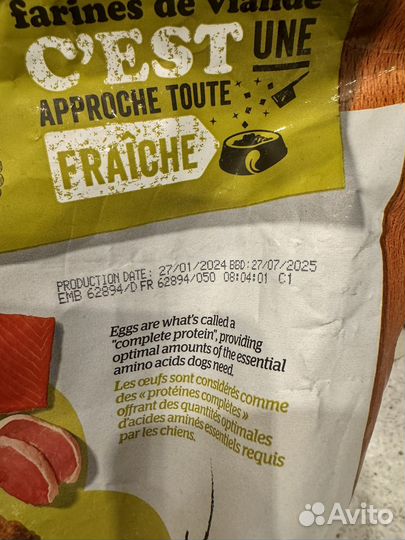 farines de viande
C'EST UNE
APPROCHE TOUTE
FRAÎCHE
PRODUCTION DATE: 27/01/2024 BBD:27/07/2025
EMB 62894/D FR 62894/050 08:04:01 C1
Eggs are what's called a
"complete protein", providing
optimal amounts of the essential
amino acids dogs need.
Les œufs sont considérés comme
des « protéines complètes »
offrant des quantités optimales
d'acides aminés essentiels requis
par les chiens.
Avito